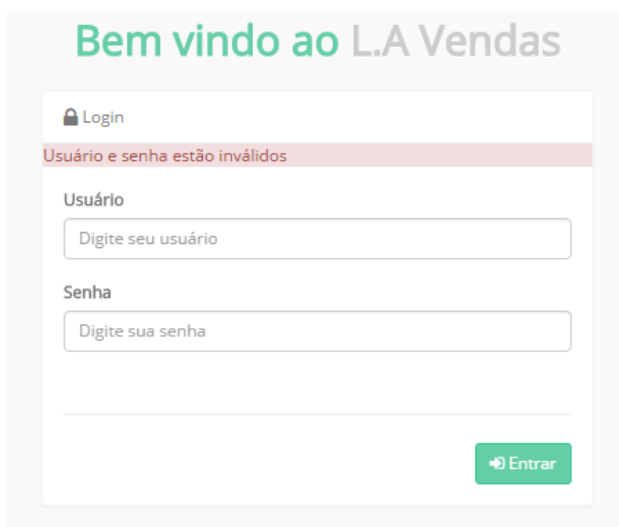 Bem vindo ao L.A Vendas
Login
Usuário e senha estão inválidos
Usuário
Digite seu usuário
Senha
Digite sua senha
Entrar